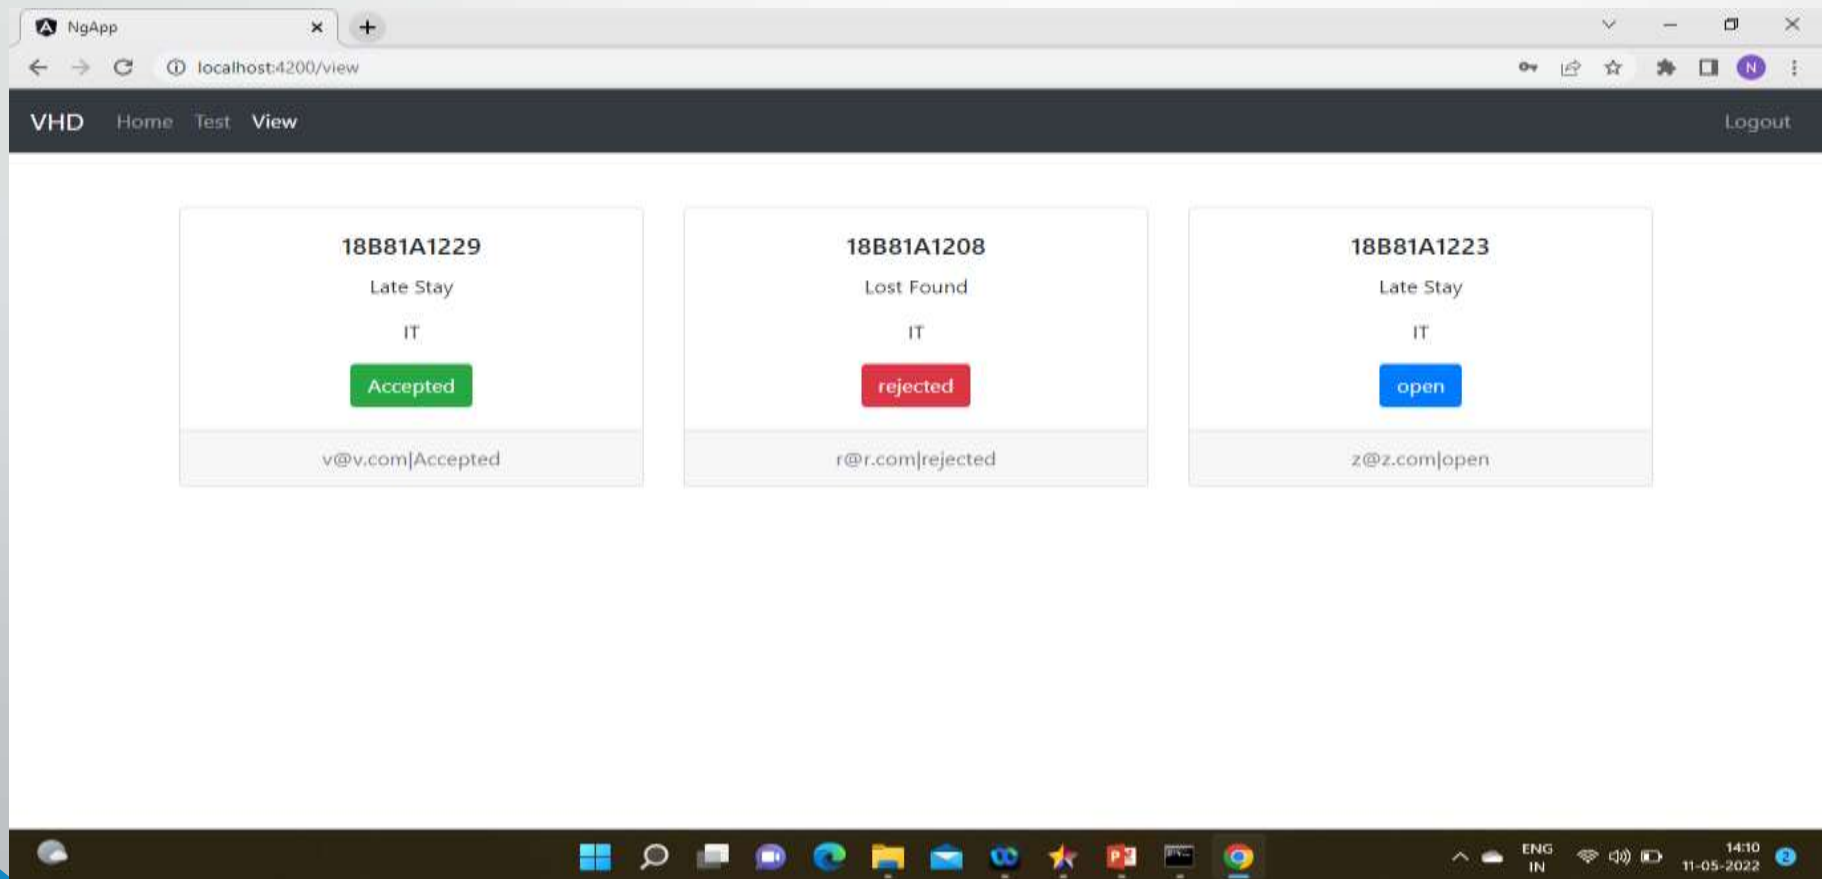 NgApp
localhost:4200/view
N
VHD Home Test View Logout
18B81A1229
Late Stay
IT
Accepted
v@v.com|Accepted
18B81A1208
Lost Found
IT
rejected
r@r.com|rejected
18B81A1223
Late Stay
IT
open
z@z.com|open
ENG
IN
14:10
11-05-2022
2